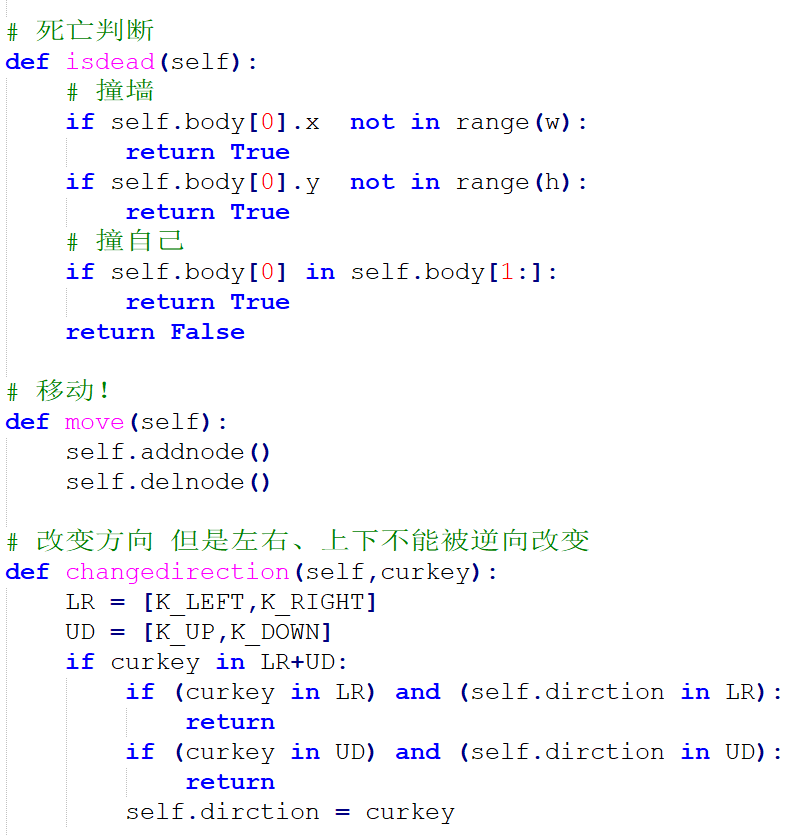 # 死亡判断
def isdead(self):
    # 撞墙
    if self.body[0].x  not in range(w):
        return True
    if self.body[0].y  not in range(h):
        return True
    # 撞自己
    if self.body[0] in self.body[1:]:
        return True
    return False
# 移动!
def move(self):
    self.addnode()
    self.delnode()
# 改变方向 但是左右、上下不能被逆向改变
def changedirection(self,curkey):
    LR = [K_LEFT,K_RIGHT]
    UD = [K_UP,K_DOWN]
    if curkey in LR+UD:
        if (curkey in LR) and (self.dirction in LR):
            return
        if (curkey in UD) and (self.dirction in UD):
            return
        self.dirction = curkey